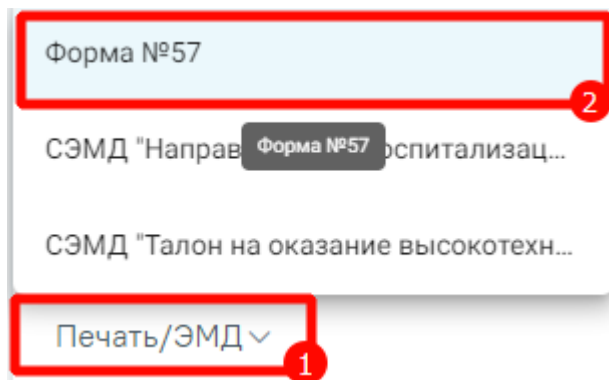 Форма №57
2
СЭМД "Направ Форма №57 оспитализац...
СЭМД "Талон на оказание высокотехн...
Печать/ЭМД
1